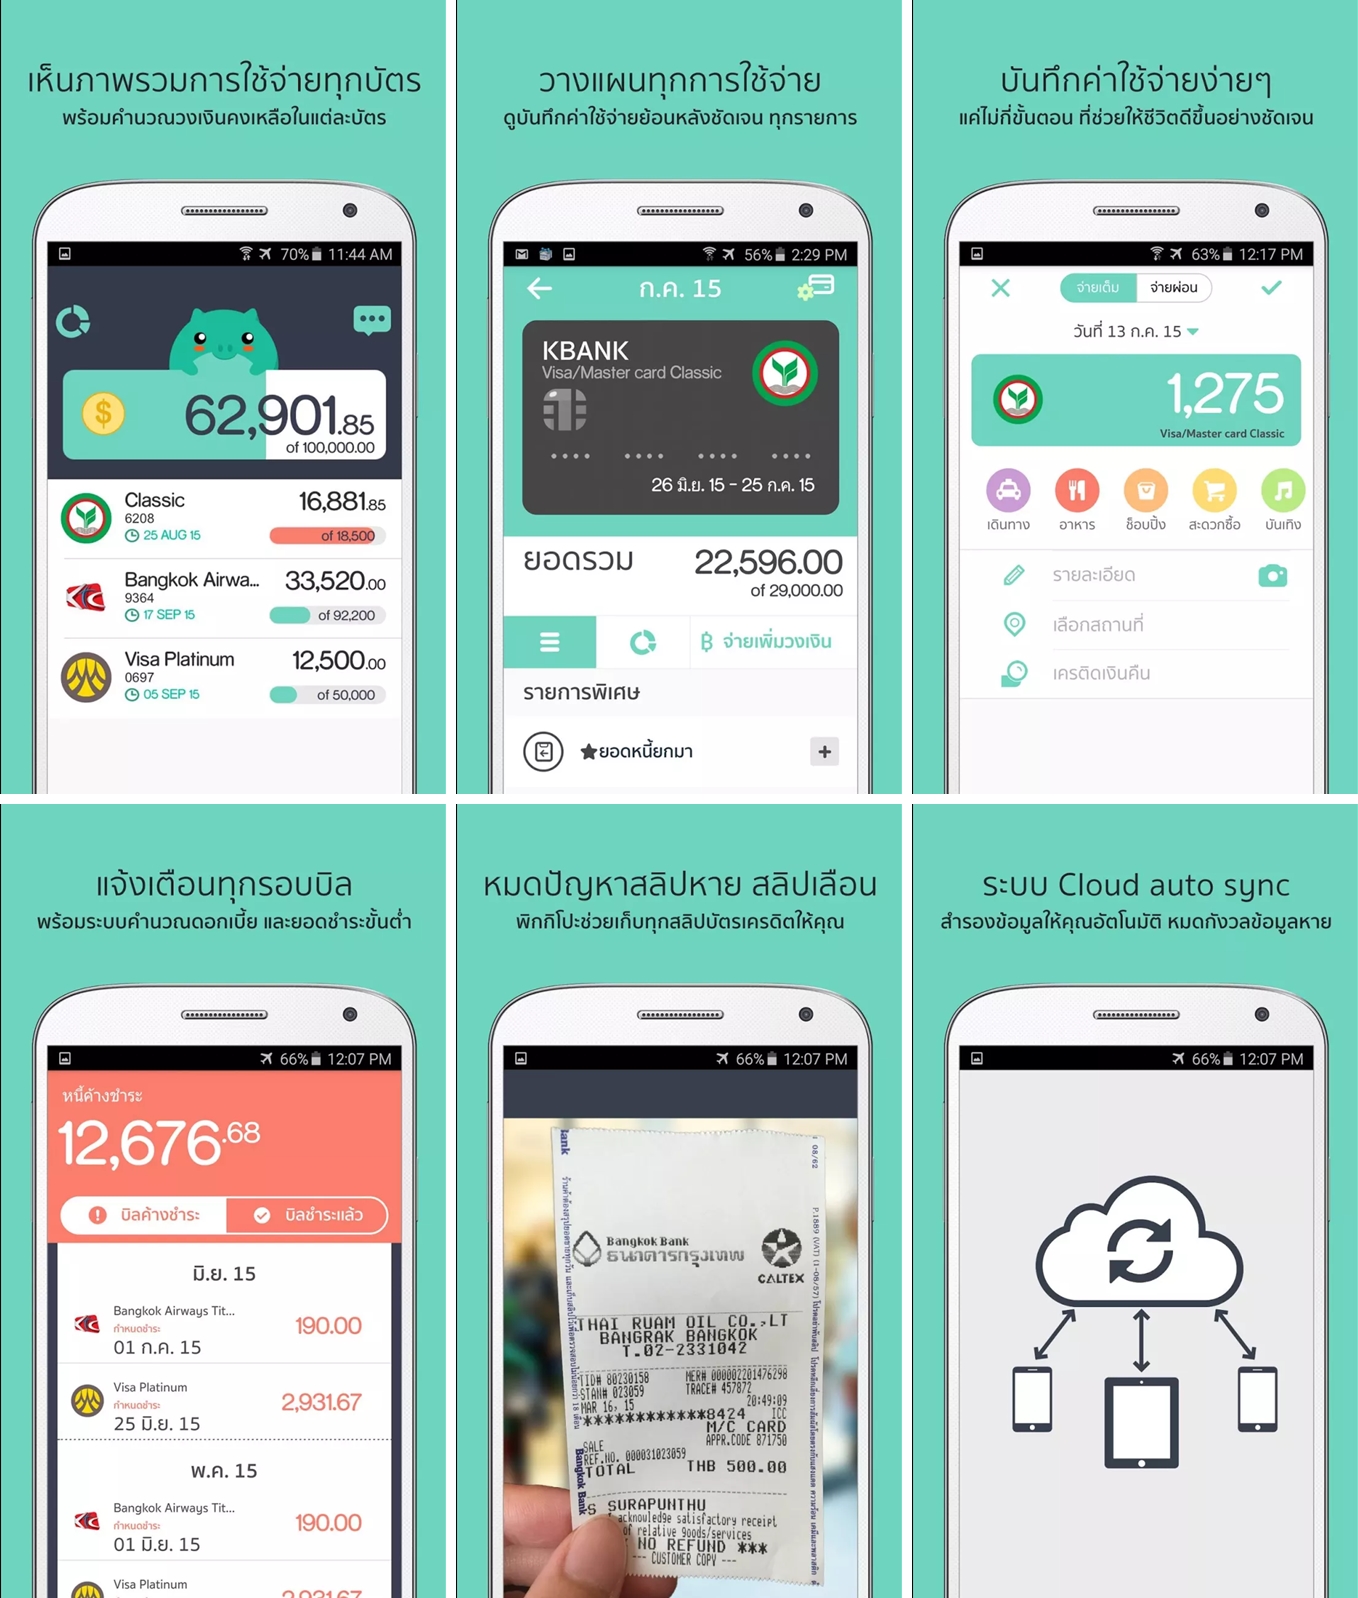 เห็นภาพรวมการใช้จ่ายทุกบัตร
พร้อมคำนวณวงเงินคงเหลือในแต่ละบัตร
70% 11:44 AM
$
62,901.85
of 100,000.00
Classic
16,881.85
6208
25 AUG 15
of 18,500
Bangkok Airwa...
33,520.00
9364
17 SEP 15
of 92,200
Visa Platinum
12,500.00
0697
05 SEP 15
of 50,000
วางแผนทุกการใช้จ่าย
ดูบันทึกค่าใช้จ่ายย้อนหลังชัดเจน ทุกรายการ
56% 2:29 PM
ก.ค. 15
KBANK
Visa/Master card Classic
26 มิ.ย. 15 - 25 ก.ค. 15
ยอดรวม
22,596.00
of 29,000.00
฿ จ่ายเพิ่มวงเงิน
รายการพิเศษ
★ยอดหนี้ยกมา
+
บันทึกค่าใช้จ่ายง่ายๆ
แค่ไม่กี่ขั้นตอน ที่ช่วยให้ชีวิตดีขึ้นอย่างชัดเจน
63% 12:17 PM
จ่ายเต็ม
จ่ายผ่อน
วันที่ 13 ก.ค. 15
1,275
Visa/Master card Classic
เดินทาง
อาหาร
ช็อบปิ้ง
สะดวกซื้อ
บันเทิง
รายละเอียด
เลือกสถานที่
เครติดเงินคืน
แจ้งเตือนทุกรอบบิล
พร้อมระบบคำนวณดอกเบี้ย และยอดชำระขั้นต่ำ
66% 12:07 PM
หนี้ค้างชำระ
12,676.68
บิลค้างชำระ
บิลชำระแล้ว
มิ.ย. 15
Bangkok Airways Tit...
กำหนดชำระ
190.00
01 ก.ค. 15
Visa Platinum
กำหนดชำระ
2,931.67
25 มิ.ย. 15
พ.ค. 15
Bangkok Airways Tit...
กำหนดชำระ
190.00
01 มิ.ย. 15
Visa Platinum
2,931.67
หมดปัญหาสลิปหาย สลิปเลือน
พิกกิโปะช่วยเก็บทุกสลิปบัตรเครดิตให้คุณ
66% 12:07 PM
Bangkok Bank
ธนาคารกรุงเทพ
CALTEX
THAI RUAM OIL CO.,LT
BANGRAK BANGKOK
T.02-2331042
TID# 80230158
MER# 000002201476298
STAN# 023059
TRACE# 457872
MAR 16, 15
20:49:09
************8424 ICC
M/C CARD
SALE
APPR.CODE 871750
REF.NO. 000031023059
TOTAL THB 500.00
S SURAPUNTHU
acknowledge satisfactory receipt
of relative goods/services
NO REFUND ***
--- CUSTOMER COPY ---
Bangkok Bank
ระบบ Cloud auto sync
สำรองข้อมูลให้คุณอัตโนมัติ หมดกังวลข้อมูลหาย
66% 12:07 PM